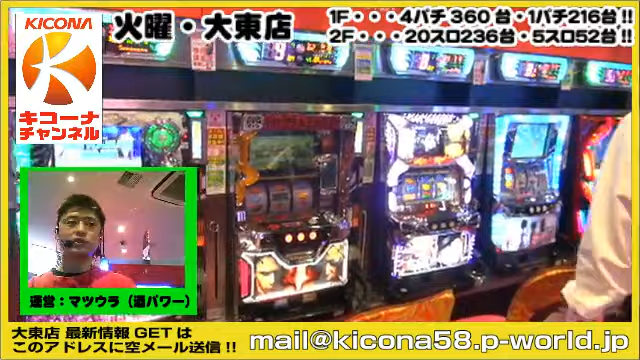 KICONA
キコーナ
チャンネル
火曜・大東店
1F・・・4パチ360台・1パチ216台!!
2F・・・20スロ236台・5スロ52台!!
運営:マツウラ(酒パワー)
大東店 最新情報 GETは
このアドレスに空メール送信!!
mail@kicona58.p-world.jp